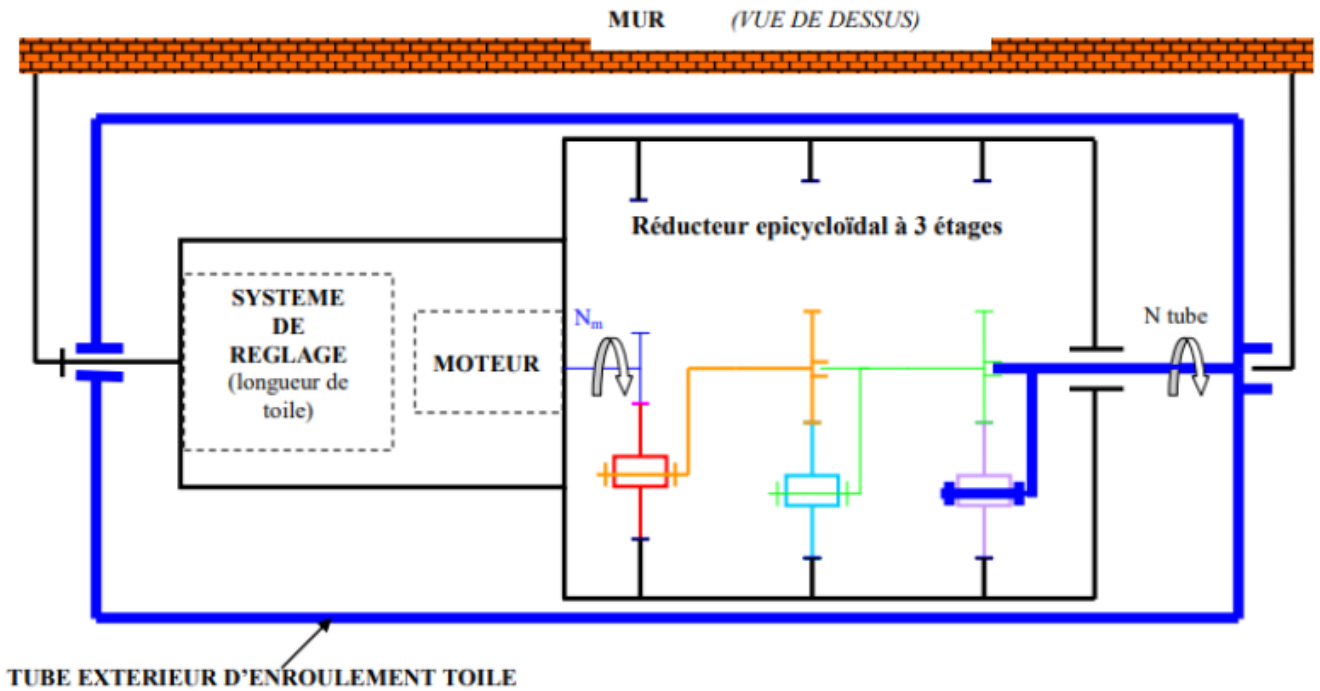 MUR (VUE DE DESSUS)
Réducteur epicycloïdal à 3 étages
SYSTEME
DE
REGLAGE
(longueur de
toile)
MOTEUR
Nm
N tube
TUBE EXTERIEUR D'ENROULEMENT TOILE